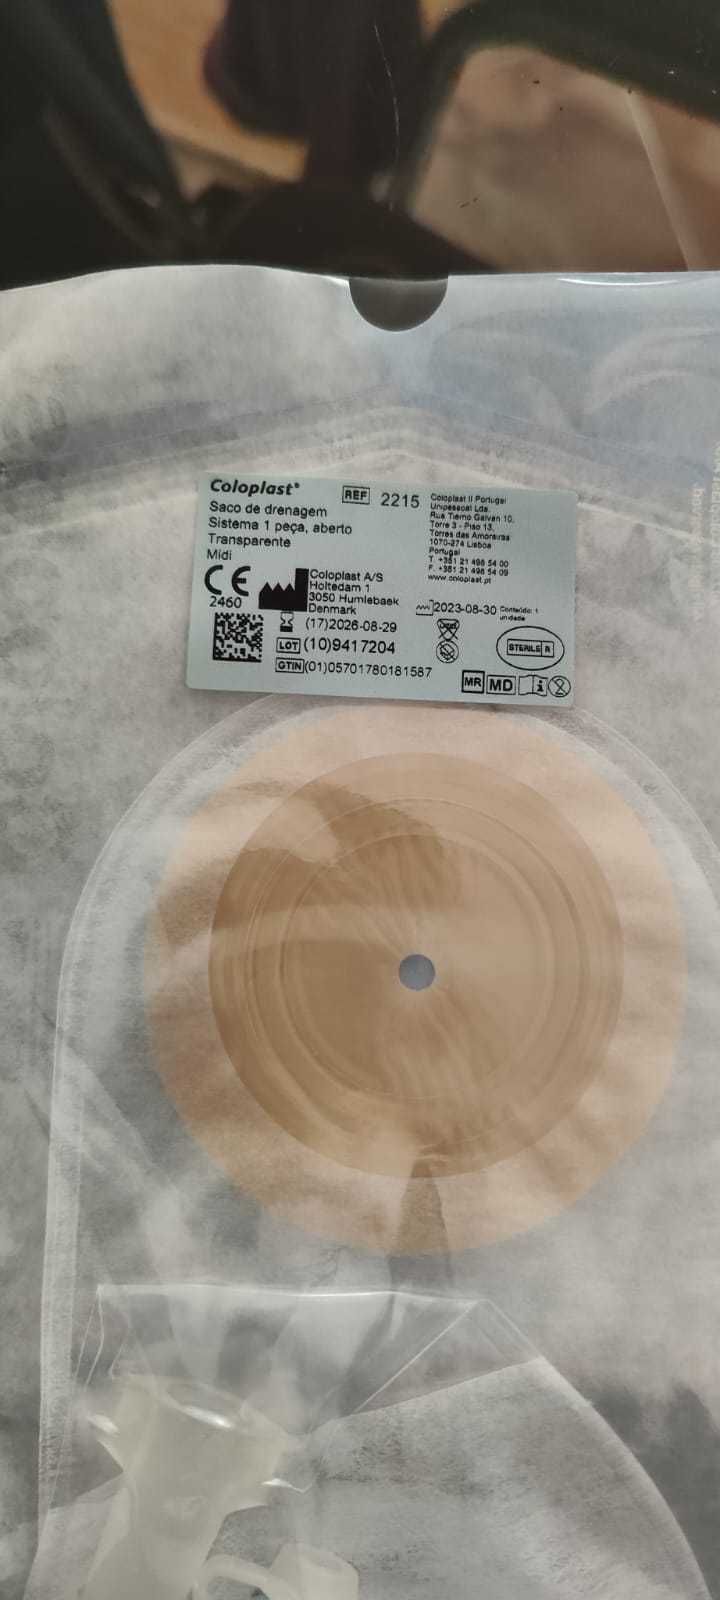 Coloplast®
REF 2215
Saco de drenagem
Sistema 1 peça, aberto
Transparente
Midi
Coloplast II Portugal
Unipessoal Lda.
Rua Tierno Galvan 10,
Torre 3 - Piso 13,
Torres das Amoreiras
1070-274 Lisboa
Portugal
T. +351 21 498 54 00
F. +351 21 498 54 09
www.coloplast.pt
CE
2460
Coloplast A/S
Holtedam 1
3050 Humlebaek
Denmark
2023-08-30
Conteúdo: 1
unidade
(17)2026-08-29
LOT (10)9417204
GTIN (01)05701780181587
STERILE R
MR MD